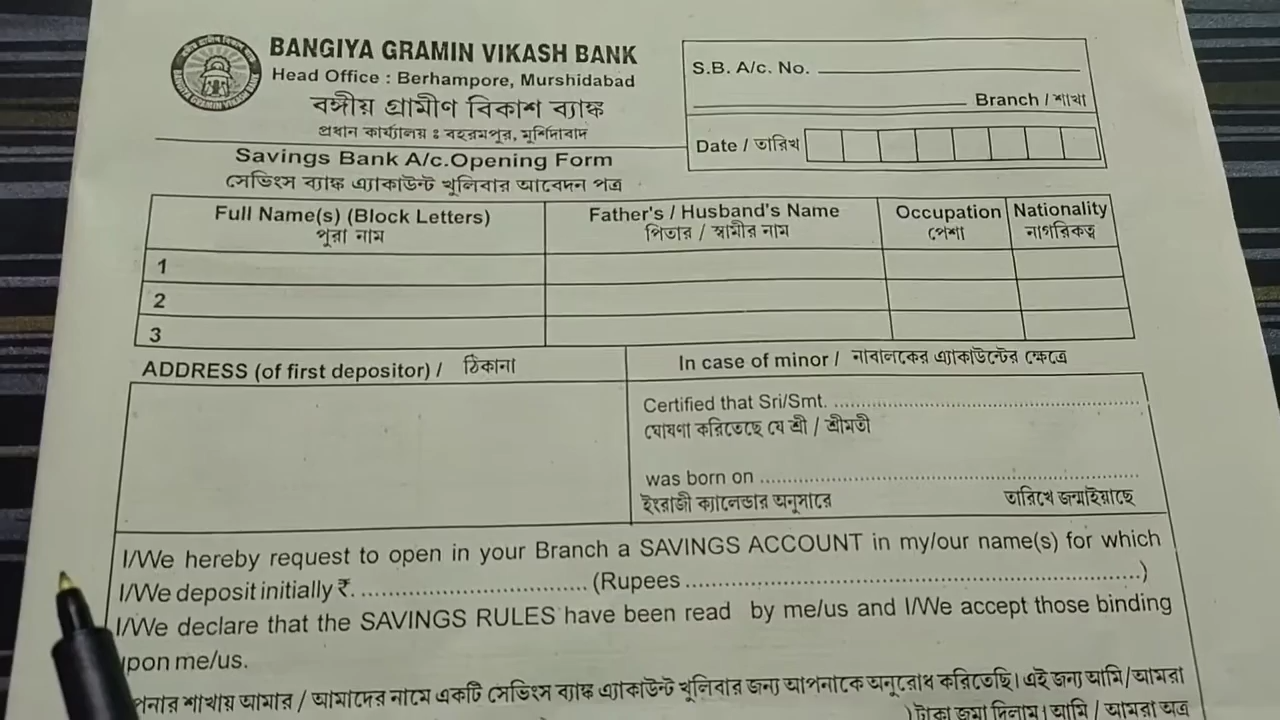 BANGIYA GRAMIN VIKASH BANK
Head Office : Berhampore, Murshidabad
বঙ্গীয় গ্রামীণ বিকাশ ব্যাঙ্ক
প্রধান কার্য্যালয় : বহরমপুর, মুর্শিদাবাদ
Savings Bank A/c.Opening Form
সেভিংস ব্যাঙ্ক এ্যাকাউন্ট খুলিবার আবেদন পত্র
S.B. A/c. No.
Branch / শাখা
Date / তারিখ
Full Name(s) (Block Letters) Father's / Husband's Name Occupation Nationality
পুরা নাম পিতার / স্বামীর নাম পেশা নাগরিকত্ব
1
2
3
ADDRESS (of first depositor) / ঠিকানা
In case of minor / নাবালকের এ্যাকাউন্টের ক্ষেত্রে
Certified that Sri/Smt. ....................................................
ঘোষণা করিতেছে যে শ্রী / শ্রীমতী
was born on ................................................................
ইংরাজী ক্যালেন্ডার অনুসারে তারিখে জন্মাইয়াছে
I/We hereby request to open in your Branch a SAVINGS ACCOUNT in my/our name(s) for which
I/We deposit initially ₹. ................................. (Rupees ................................................................)
I/We declare that the SAVINGS RULES have been read by me/us and I/We accept those binding
upon me/us.
শাখায় আমার / আমাদের নামে একটি সেভিংস ব্যাঙ্ক এ্যাকাউন্ট খুলিবার জন্য আপনাকে অনুরোধ করিতেছি। এই জন্য আমি/আমরা
) টাকা জমা দিলাম। আমি / আমরা অত্র